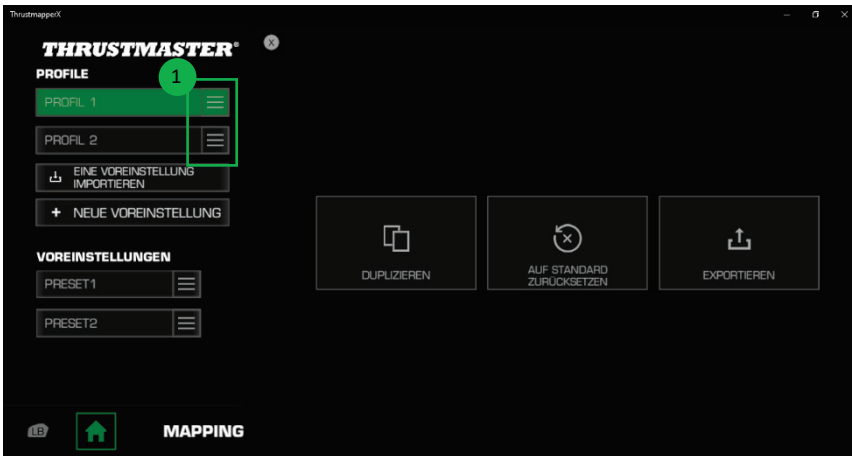 ThrustmapperX
THRUSTMASTER®
X
PROFILE
1
PROFIL 1
PROFIL 2
EINE VOREINSTELLUNG
IMPORTIEREN
+ NEUE VOREINSTELLUNG
VOREINSTELLUNGEN
PRESET1
PRESET2
DUPLIZIEREN
AUF STANDARD
ZURÜCKSETZEN
EXPORTIEREN
LB
MAPPING